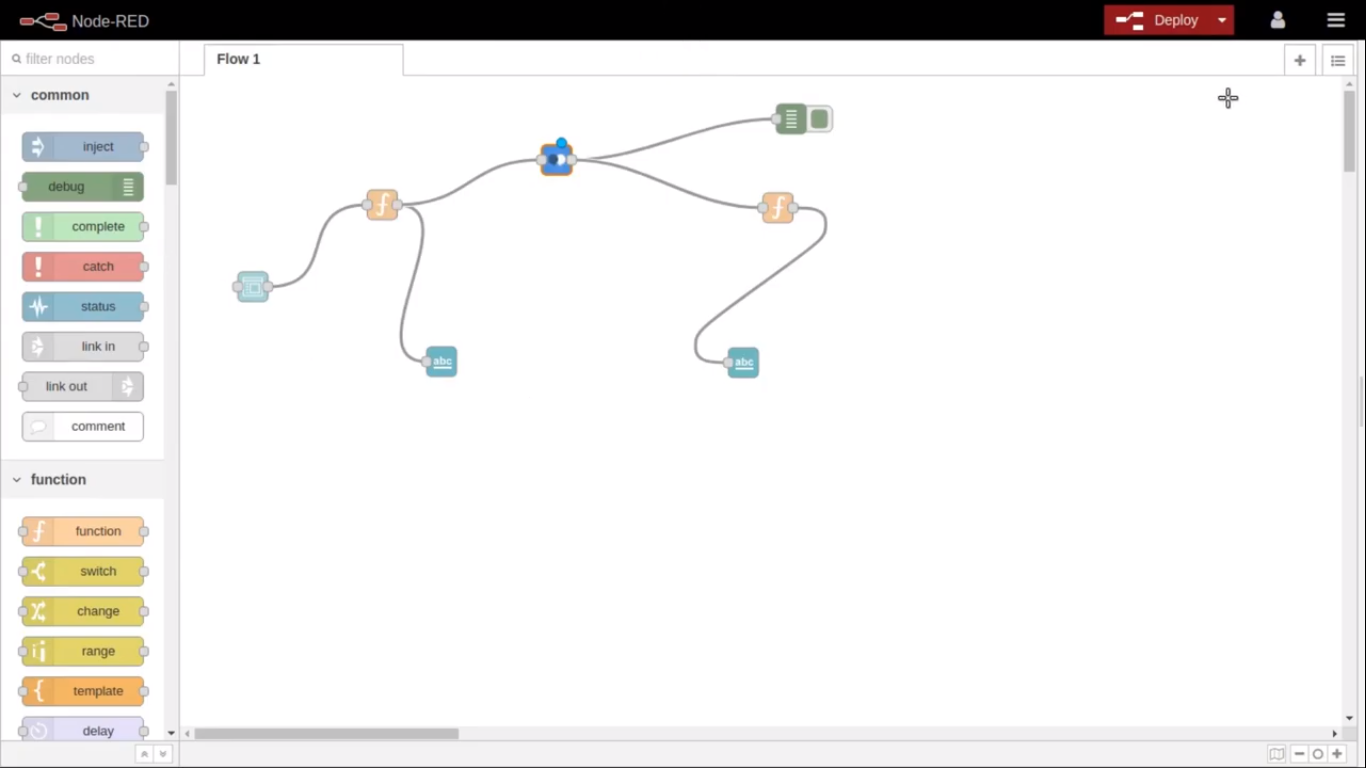 Node-RED
Deploy
filter nodes
Flow 1
common
inject
debug
complete
catch
status
link in
link out
comment
function
function
switch
change
range
template
delay
abc
abc